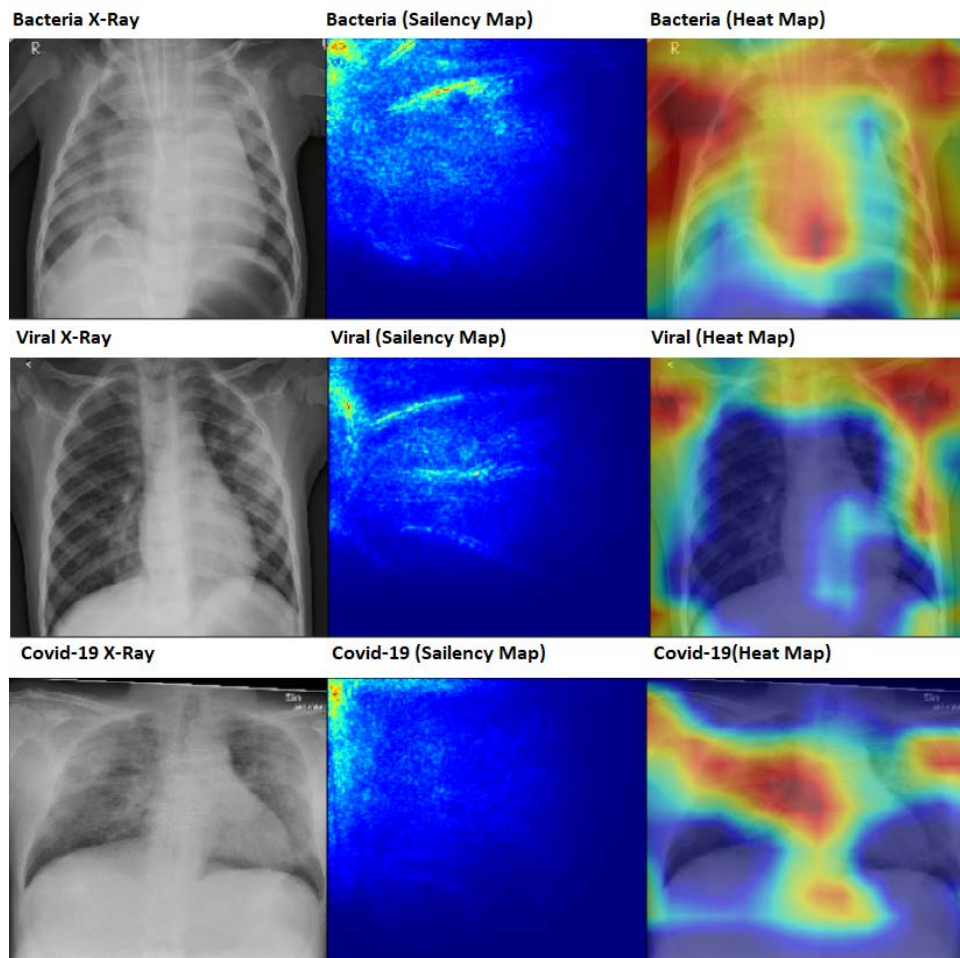 Bacteria X-Ray
Bacteria (Sailency Map)
Bacteria (Heat Map)
R
R
Viral X-Ray
Viral (Sailency Map)
Viral (Heat Map)
Covid-19 X-Ray
Covid-19 (Sailency Map)
Covid-19(Heat Map)